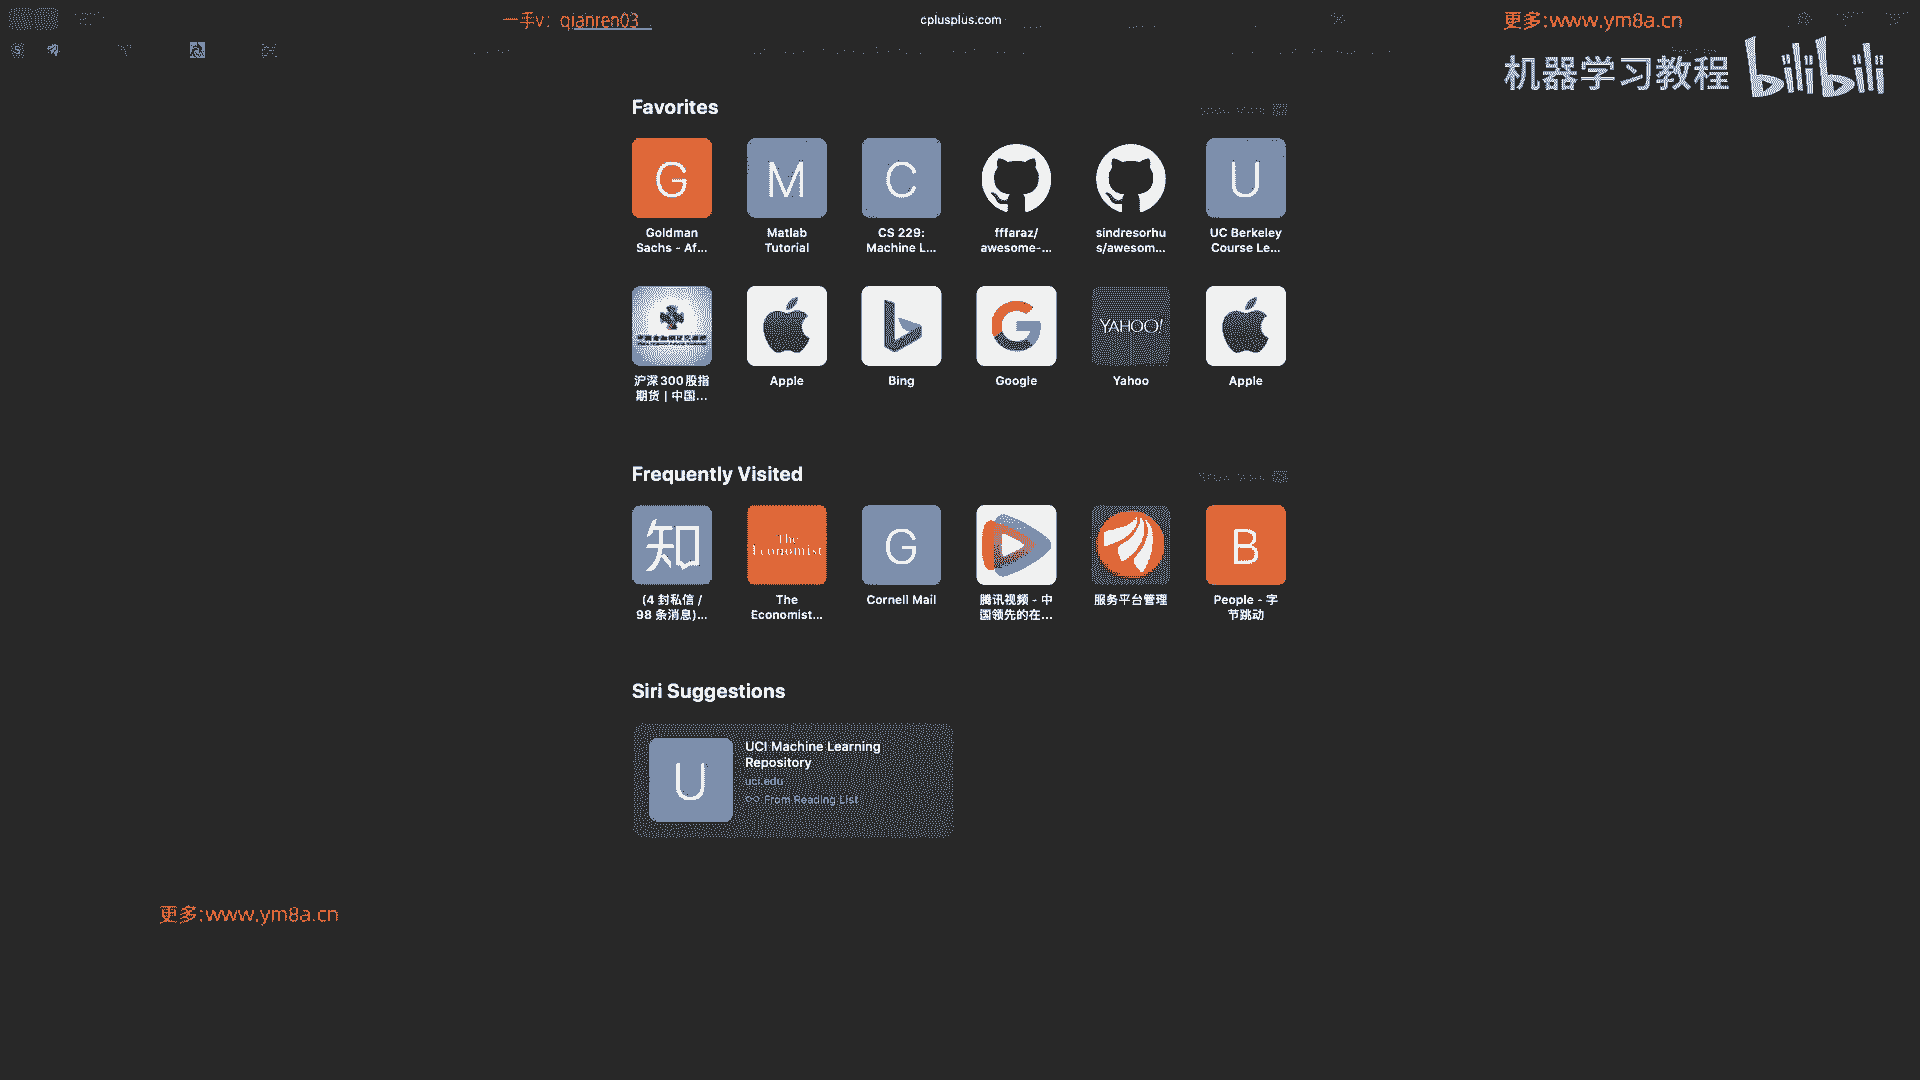 一手v：qianren03
cplusplus.com
更多:www.ym8a.cn
机器学习教程 bilibili
Favorites
G M C U
Goldman Sachs - Af...
Matlab Tutorial
CS 229: Machine L...
fffaraz/awesome-...
sindresorhus/awesom...
UC Berkeley Course Le...
YAHOO!
沪深300股指期货 | 中国...
Apple
Bing
Google
Yahoo
Apple
Frequently Visited
知 The Economist G B
(4 封私信 / 98 条消息)...
The Economist...
Cornell Mail
腾讯视频 - 中国领先的在...
服务平台管理
People - 字节跳动
Siri Suggestions
U
UCI Machine Learning
Repository
uci.edu
From Reading List
更多:www.ym8a.cn